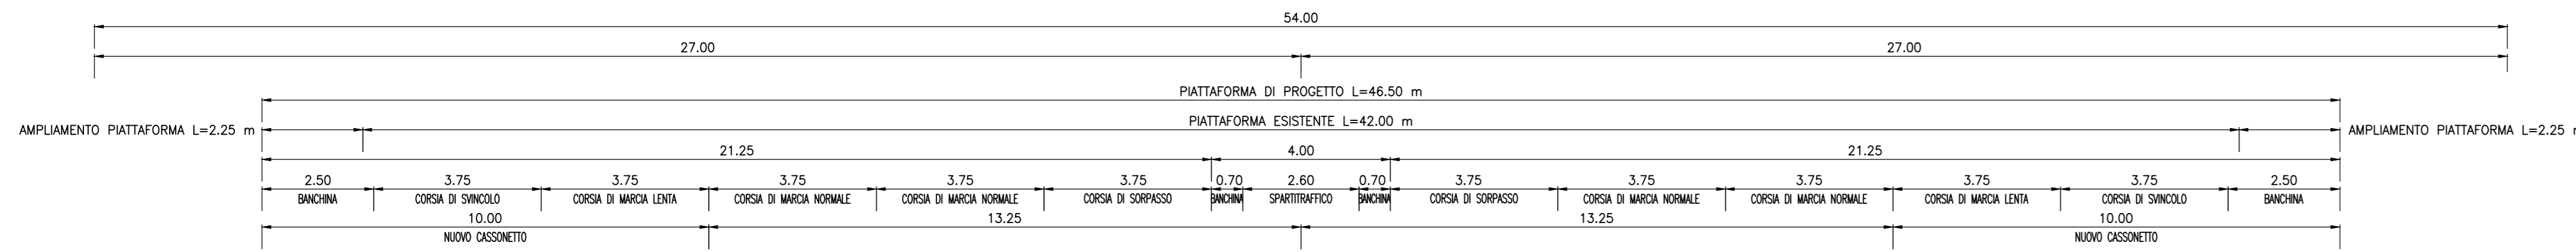 54.00
27.00 27.00
PIATTAFORMA DI PROGETTO L=46.50 m
AMPLIAMENTO PIATTAFORMA L=2.25 m PIATTAFORMA ESISTENTE L=42.00 m AMPLIAMENTO PIATTAFORMA L=2.25 m
21.25 4.00 21.25
2.50 3.75 3.75 3.75 3.75 3.75 0.70 2.60 0.70 3.75 3.75 3.75 3.75 3.75 2.50
BANCHINA CORSIA DI SVINCOLO CORSIA DI MARCIA LENTA CORSIA DI MARCIA NORMALE CORSIA DI MARCIA NORMALE CORSIA DI SORPASSO BANCHINA SPARTITRAFFICO BANCHINA CORSIA DI SORPASSO CORSIA DI MARCIA NORMALE CORSIA DI MARCIA NORMALE CORSIA DI MARCIA LENTA CORSIA DI SVINCOLO BANCHINA
10.00 13.25 13.25 10.00
NUOVO CASSONETTO NUOVO CASSONETTO